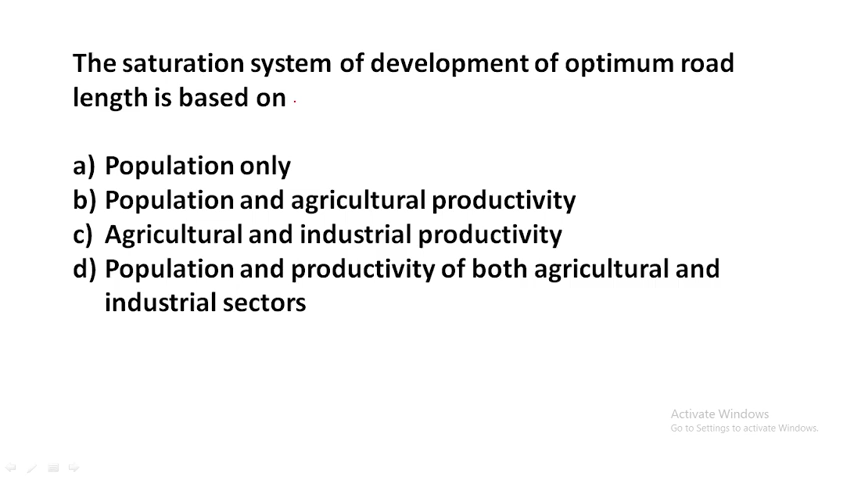 The saturation system of development of optimum road
length is based on
a) Population only
b) Population and agricultural productivity
c) Agricultural and industrial productivity
d) Population and productivity of both agricultural and
industrial sectors
Activate Windows
Go to Settings to activate Windows.